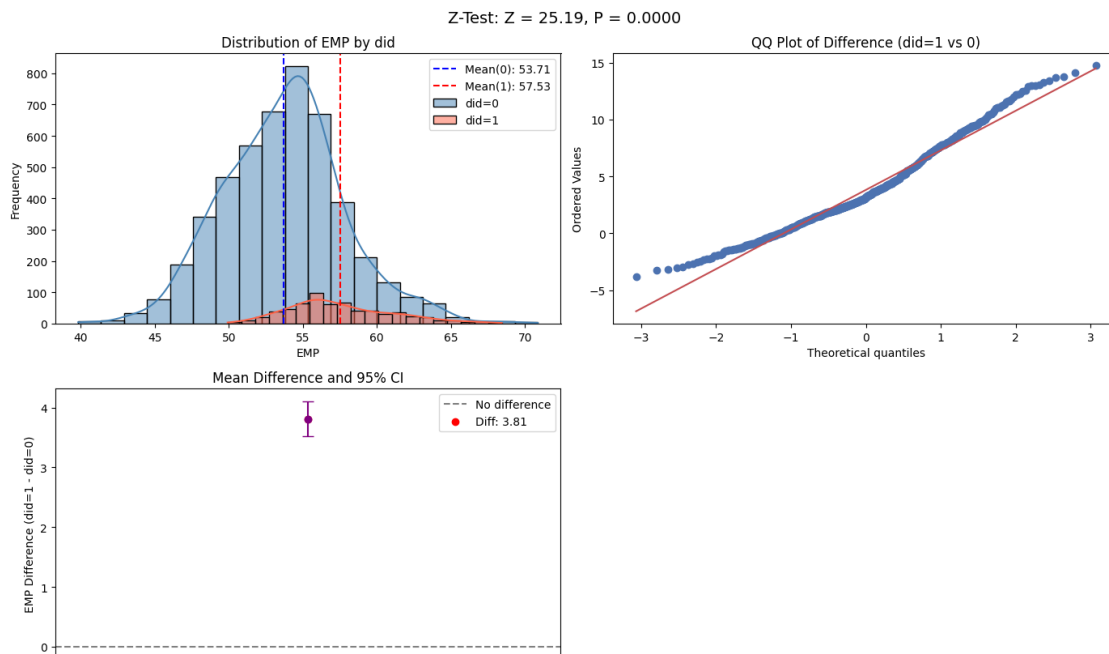 Z-Test: Z = 25.19, P = 0.0000
Distribution of EMP by did
Frequency
800
700
600
500
400
300
200
100
0
40 45 50 55 60 65 70
EMP
Mean(0): 53.71
Mean(1): 57.53
did=0
did=1
QQ Plot of Difference (did=1 vs 0)
Ordered Values
15
10
5
0
−5
−3 −2 −1 0 1 2 3
Theoretical quantiles
Mean Difference and 95% CI
EMP Difference (did=1 - did=0)
4
3
2
1
0
No difference
Diff: 3.81